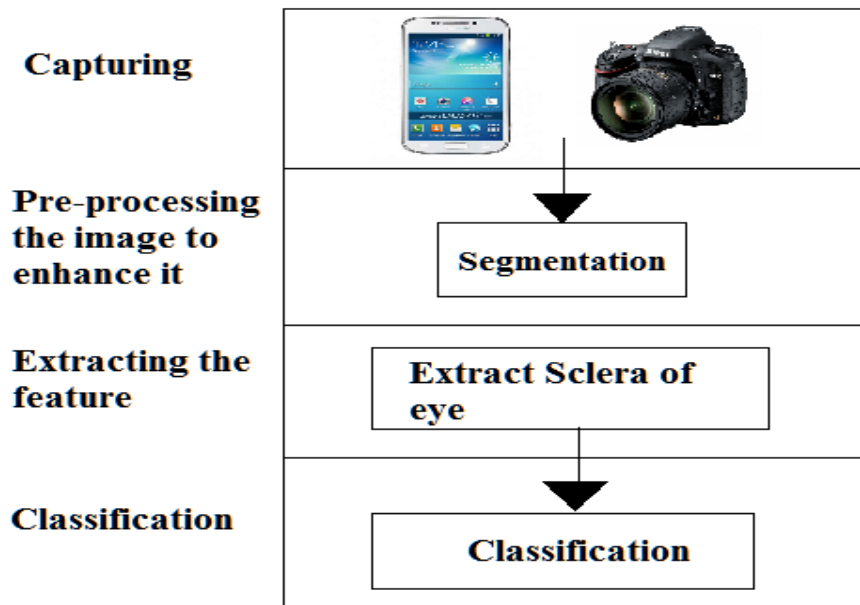 Capturing
Pre-processing
the image to
enhance it
Segmentation
Extracting the
feature
Extract Sclera of
eye
Classification
Classification